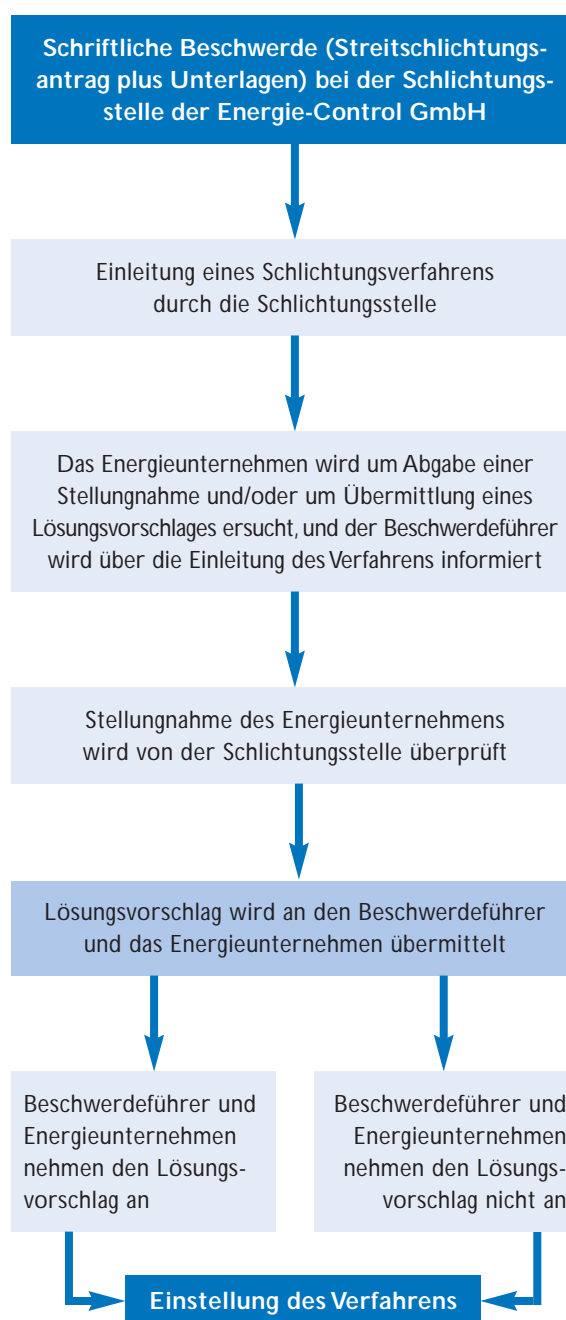 Schriftliche Beschwerde (Streitschlichtungs-
antrag plus Unterlagen) bei der Schlichtungs-
stelle der Energie-Control GmbH
Einleitung eines Schlichtungsverfahrens
durch die Schlichtungsstelle
Das Energieunternehmen wird um Abgabe einer
Stellungnahme und/oder um Übermittlung eines
Lösungsvorschlages ersucht, und der Beschwerdeführer
wird über die Einleitung des Verfahrens informiert
Stellungnahme des Energieunternehmens
wird von der Schlichtungsstelle überprüft
Lösungsvorschlag wird an den Beschwerdeführer
und das Energieunternehmen übermittelt
Beschwerdeführer und
Energieunternehmen
nehmen den Lösungs-
vorschlag an
Beschwerdeführer und
Energieunternehmen
nehmen den Lösungs-
vorschlag nicht an
Einstellung des Verfahrens